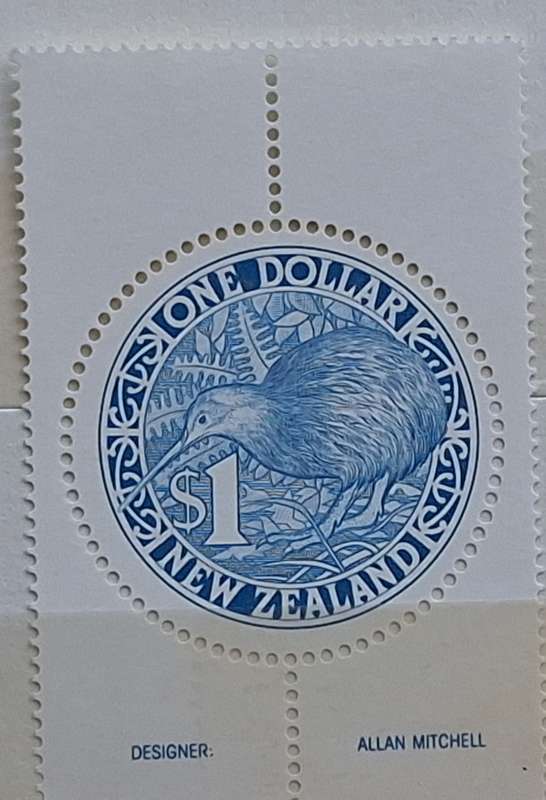 ONE DOLLAR
$1
NEW ZEALAND
DESIGNER: ALLAN MITCHELL